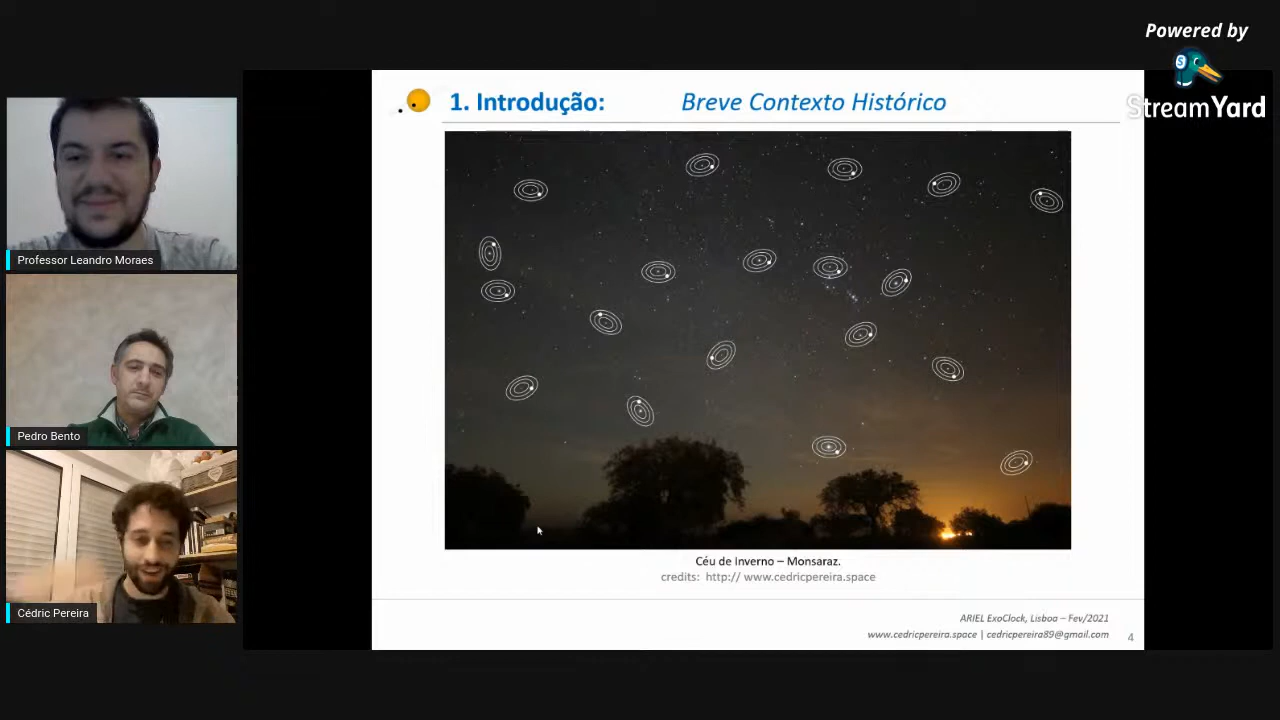 Powered by
StreamYard
1. Introdução: Breve Contexto Histórico
Professor Leandro Moraes
Pedro Bento
Cédric Pereira
Céu de Inverno – Monsaraz.
credits: http:// www.cedricpereira.space
ARIEL ExoClock, Lisboa – Fev/2021
www.cedricpereira.space | cedricpereira89@gmail.com
4